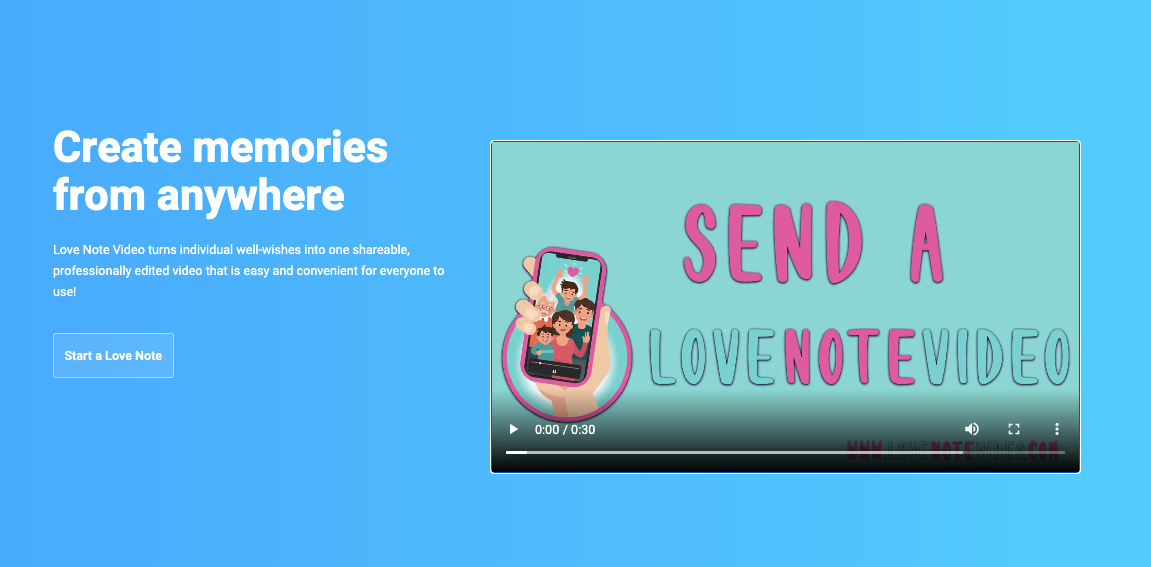 Create memories
from anywhere
Love Note Video turns individual well-wishes into one shareable,
professionally edited video that is easy and convenient for everyone to
use!
Start a Love Note
SEND A
LOVENOTEVIDEO
0:00 / 0:30
WWW.LOVENOTEVIDEO.COM